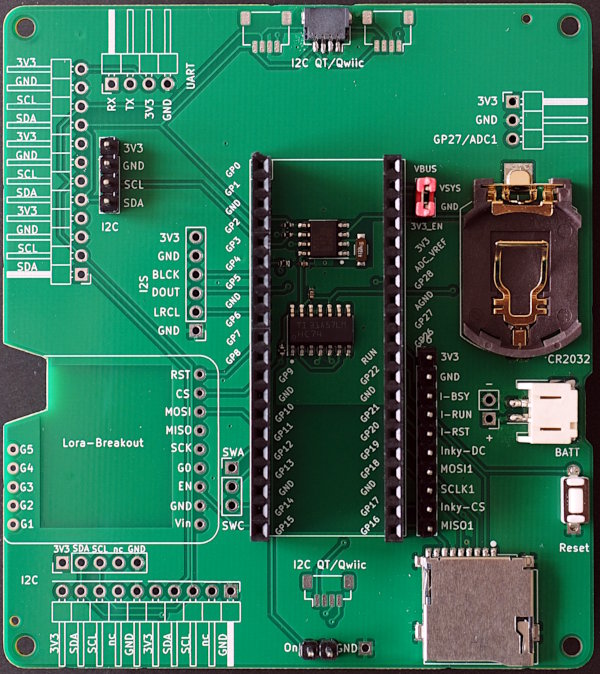 I2C QT/Qwiic
3V3
GND
SCL
SDA
3V3
GND
SCL
SDA
3V3
GND
SCL
SDA
RX
TX
3V3
GND
UART
3V3
GND
GP27/ADC1
3V3
GND
SCL
SDA
I2C
3V3
GND
BLCK
DOUT
LRCL
GND
I2S
GP0
GP1
GND
GP2
GP3
GP4
GP5
GND
GP6
GP7
GP8
GP9
GND
GP10
GP11
GP12
GP13
GND
GP14
GP15
VBUS
VSYS
GND
3V3_EN
3V3
ADC_VREF
GP28
AGND
GP27
GP26
RUN
GP22
GND
GP21
GP20
GP19
GP18
GND
GP17
GP16
HC74
CR2032
3V3
GND
I-BSY
I-RUN
I-RST
Inky-DC
MOSI1
SCLK1
Inky-CS
MISO1
-
+
BATT
Reset
RST
CS
MOSI
MISO
SCK
G0
EN
GND
Vin
Lora-Breakout
G5
G4
G3
G2
G1
SWA
SWC
3V3 SDA SCL nc GND
I2C
3V3
SDA
SCL
nc
GND
3V3
SDA
SCL
nc
GND
I2C QT/Qwiic
On
GND